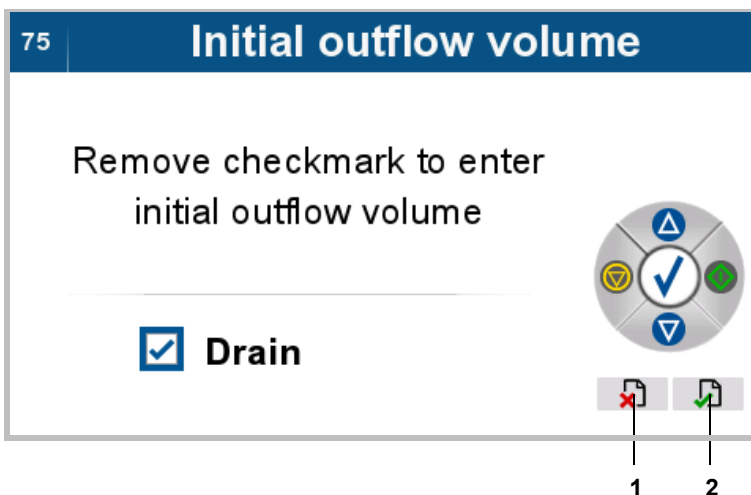 75
Initial outflow volume
Remove checkmark to enter
initial outflow volume
Drain
1
2